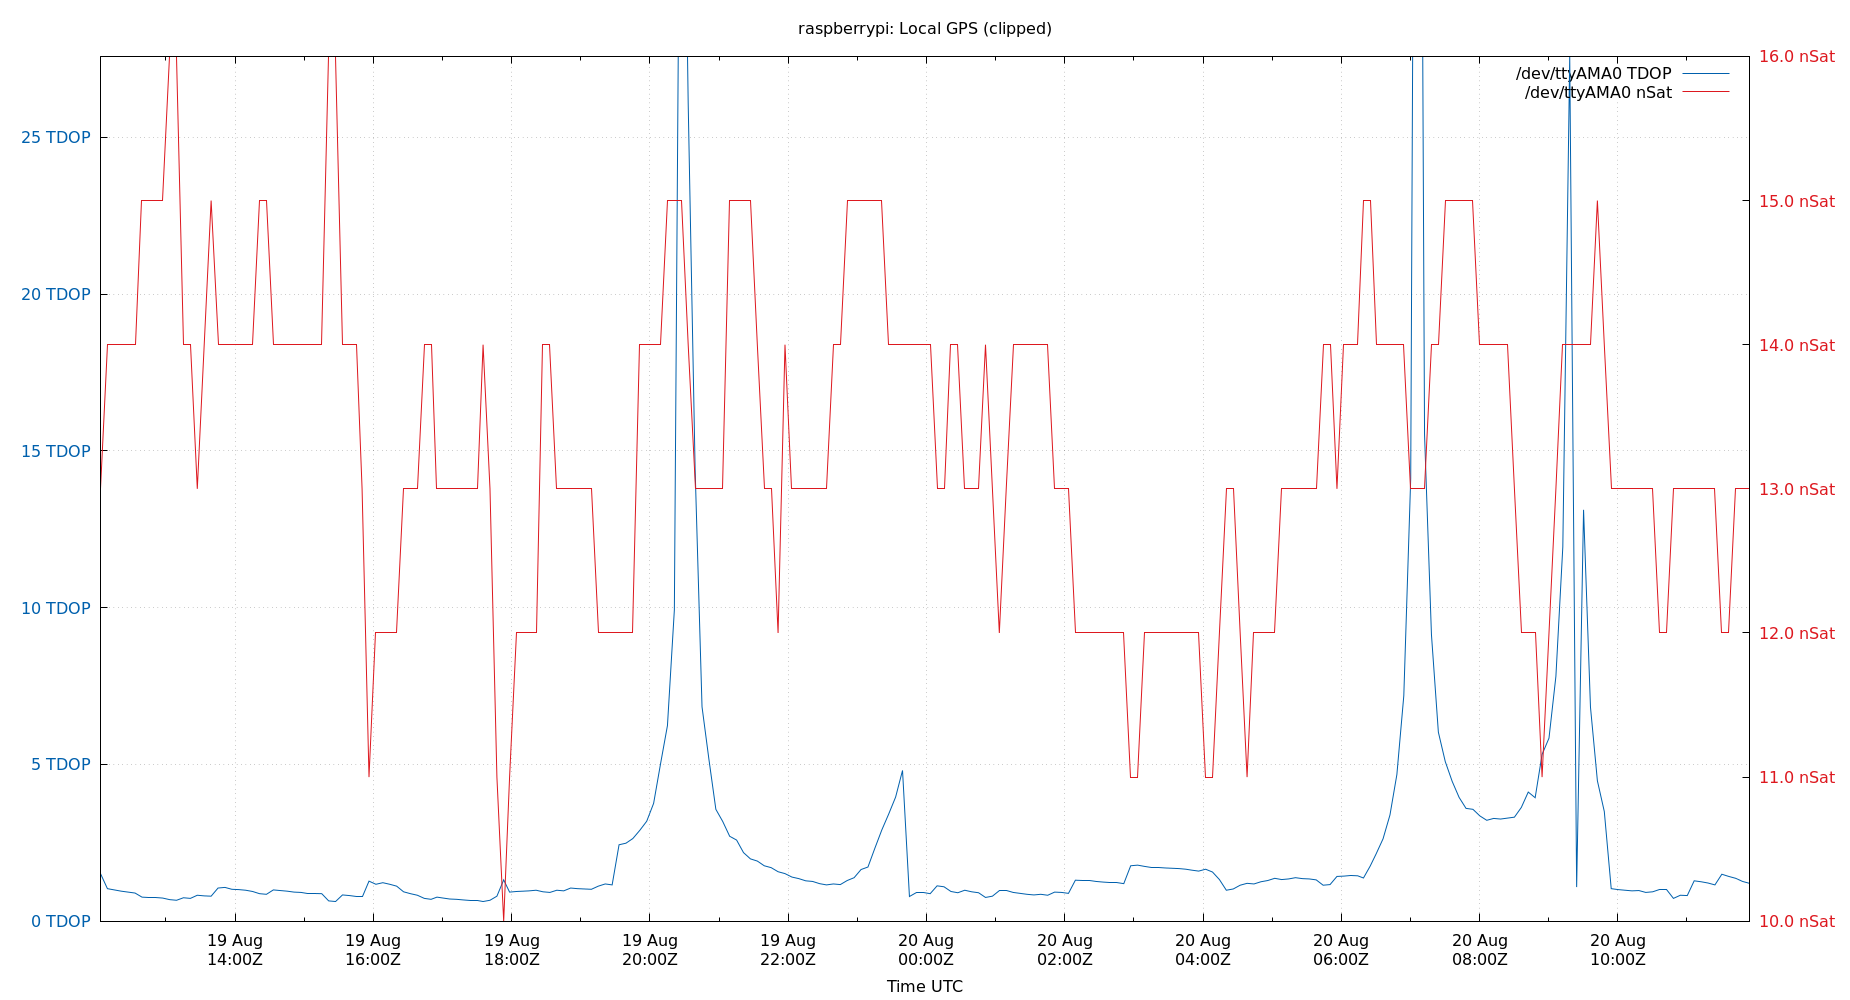 raspberrypi: Local GPS (clipped)
/dev/ttyAMA0 TDOP
/dev/ttyAMA0 nSat
25 TDOP
20 TDOP
15 TDOP
10 TDOP
5 TDOP
0 TDOP
16.0 nSat
15.0 nSat
14.0 nSat
13.0 nSat
12.0 nSat
11.0 nSat
10.0 nSat
19 Aug
14:00Z
19 Aug
16:00Z
19 Aug
18:00Z
19 Aug
20:00Z
19 Aug
22:00Z
20 Aug
00:00Z
20 Aug
02:00Z
20 Aug
04:00Z
20 Aug
06:00Z
20 Aug
08:00Z
20 Aug
10:00Z
Time UTC